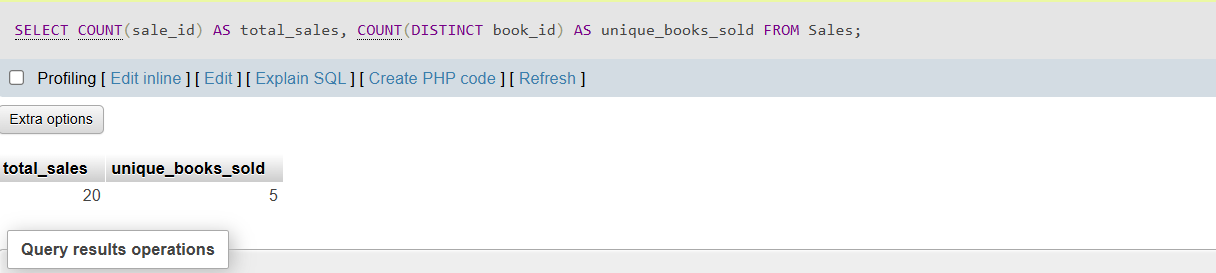 SELECT COUNT(sale_id) AS total_sales, COUNT(DISTINCT book_id) AS unique_books_sold FROM Sales;
Profiling [ Edit inline ] [ Edit ] [ Explain SQL ] [ Create PHP code ] [ Refresh ]
Extra options
total_sales unique_books_sold
20 5
Query results operations